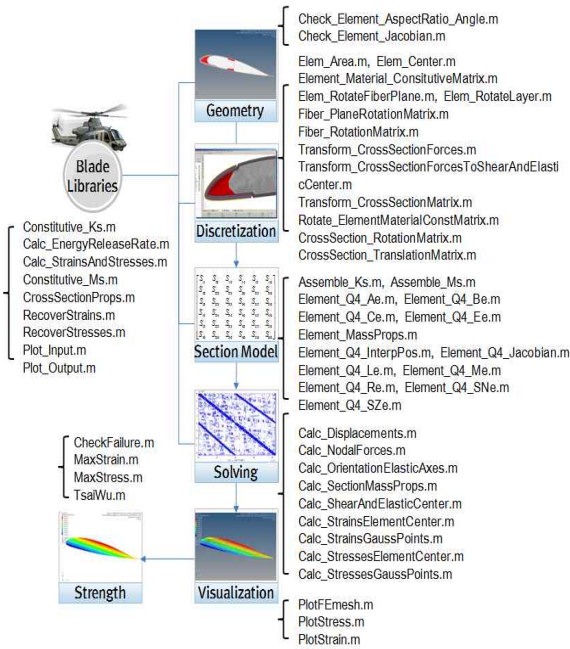 Check_Element_AspectRatio_Angle.m
Check_Element_Jacobian.m
Geometry
Elem_Area.m, Elem_Center.m
Element_Material_ConsitutiveMatrix.m
Elem_RotateFiberPlane.m, Elem_RotateLayer.m
Fiber_PlaneRotationMatrix.m
Fiber_RotationMatrix.m
Transform_CrossSectionForces.m
Transform_CrossSectionForcesToShearAndElasti
cCenter.m
Transform_CrossSectionMatrix.m
Rotate_ElementMaterialConstMatrix.m
CrossSection_RotationMatrix.m
CrossSection_TranslationMatrix.m
Blade
Libraries
Discretization
Constitutive_Ks.m
Calc_EnergyReleaseRate.m
Calc_StrainsAndStresses.m
Constitutive_Ms.m
CrossSectionProps.m
RecoverStrains.m
RecoverStresses.m
Plot_Input.m
Plot_Output.m
Section Model
Assemble_Ks.m, Assemble_Ms.m
Element_Q4_Ae.m, Element_Q4_Be.m
Element_Q4_Ce.m, Element_Q4_Ee.m
Element_MassProps.m
Element_Q4_InterpPos.m, Element_Q4_Jacobian.m
Element_Q4_Le.m, Element_Q4_Me.m
Element_Q4_Re.m, Element_Q4_SNe.m
Element_Q4_SZe.m
Solving
Calc_Displacements.m
Calc_NodalForces.m
Calc_OrientationElasticAxes.m
Calc_SectionMassProps.m
Calc_ShearAndElasticCenter.m
Calc_StrainsElementCenter.m
Calc_StrainsGaussPoints.m
Calc_StressesElementCenter.m
Calc_StressesGaussPoints.m
CheckFailure.m
MaxStrain.m
MaxStress.m
TsaiWu.m
Strength
Visualization
PlotFEmesh.m
PlotStress.m
PlotStrain.m